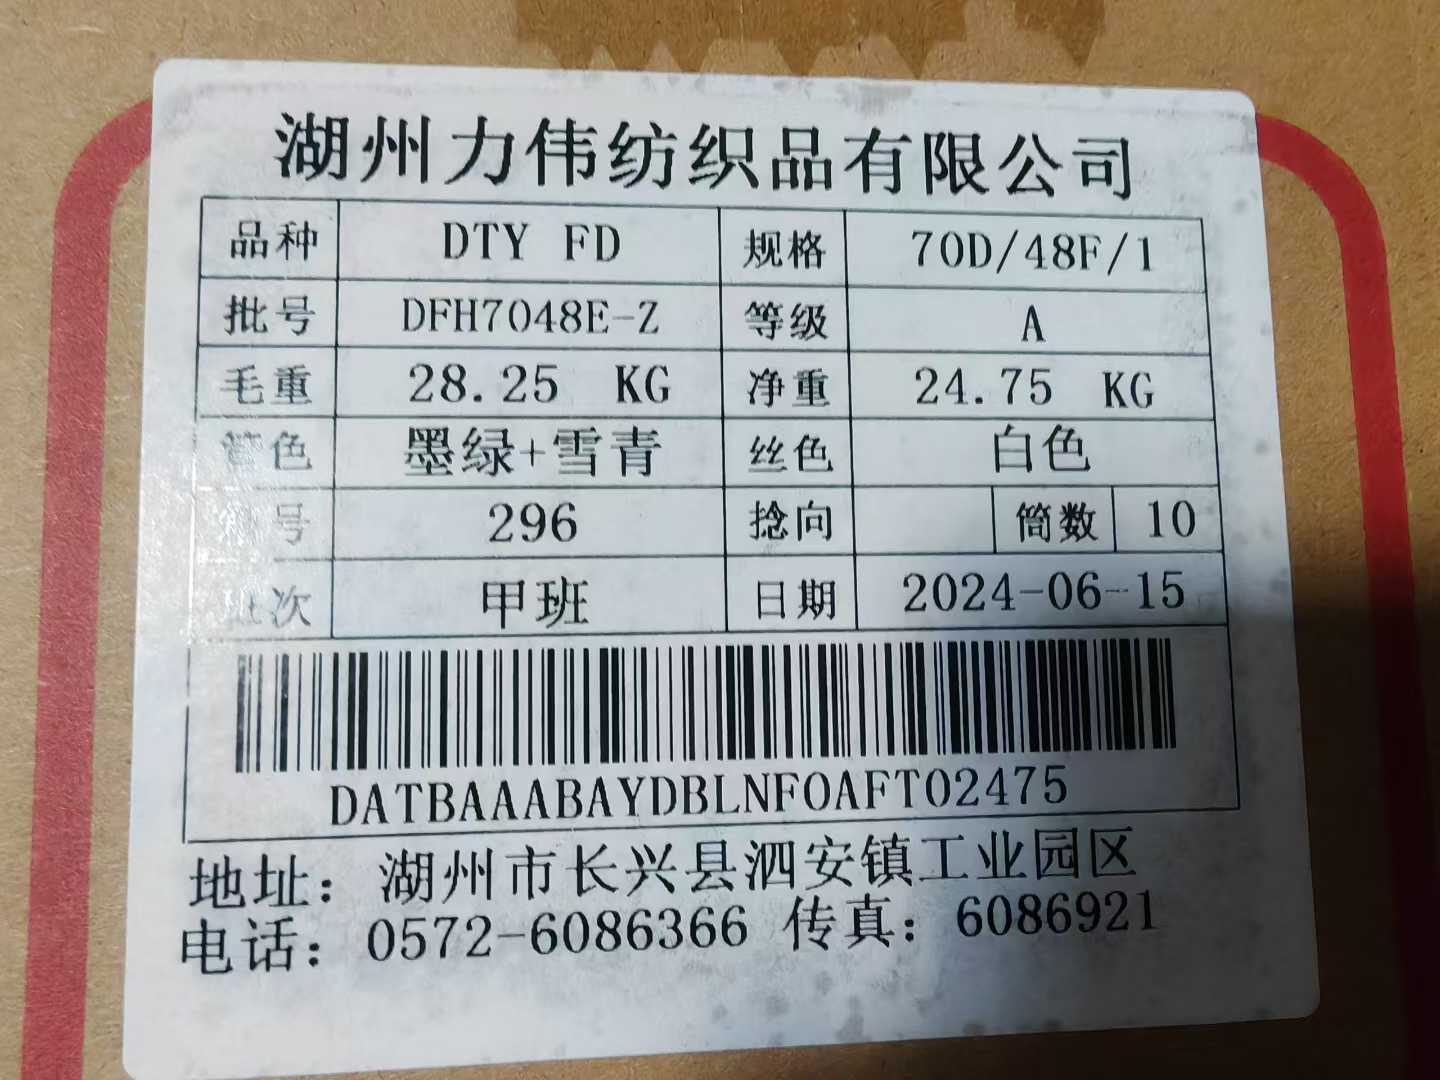 湖州力伟纺织品有限公司
品种 DTY FD 规格 70D/48F/1
批号 DFH7048E-Z 等级 A
毛重 28.25 KG 净重 24.75 KG
管色 墨绿+雪青 丝色 白色
号 296 捻向 筒数 10
班次 甲班 日期 2024-06-15
DATBAAABAYDBLNFOAFT02475
地址: 湖州市长兴县泗安镇工业园区
电话: 0572-6086366 传真: 6086921